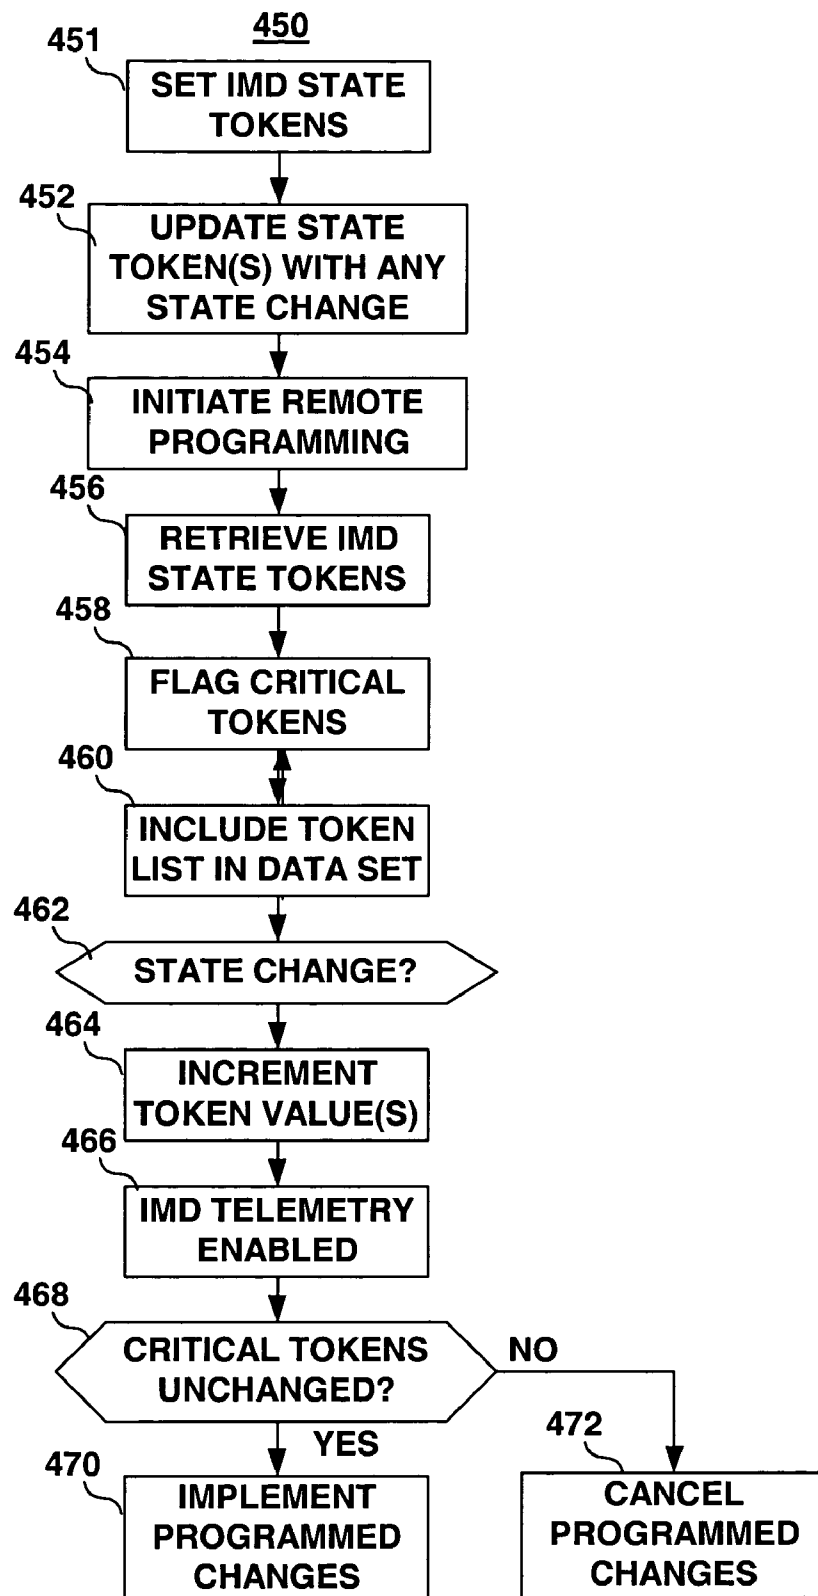 450
451
SET IMD STATE
TOKENS
452
UPDATE STATE
TOKEN(S) WITH ANY
STATE CHANGE
454
INITIATE REMOTE
PROGRAMMING
456
RETRIEVE IMD
STATE TOKENS
458
FLAG CRITICAL
TOKENS
460
INCLUDE TOKEN
LIST IN DATA SET
462
STATE CHANGE?
464
INCREMENT
TOKEN VALUE(S)
466
IMD TELEMETRY
ENABLED
468
CRITICAL TOKENS
UNCHANGED?
NO
YES
470
IMPLEMENT
PROGRAMMED
CHANGES
472
CANCEL
PROGRAMMED
CHANGES